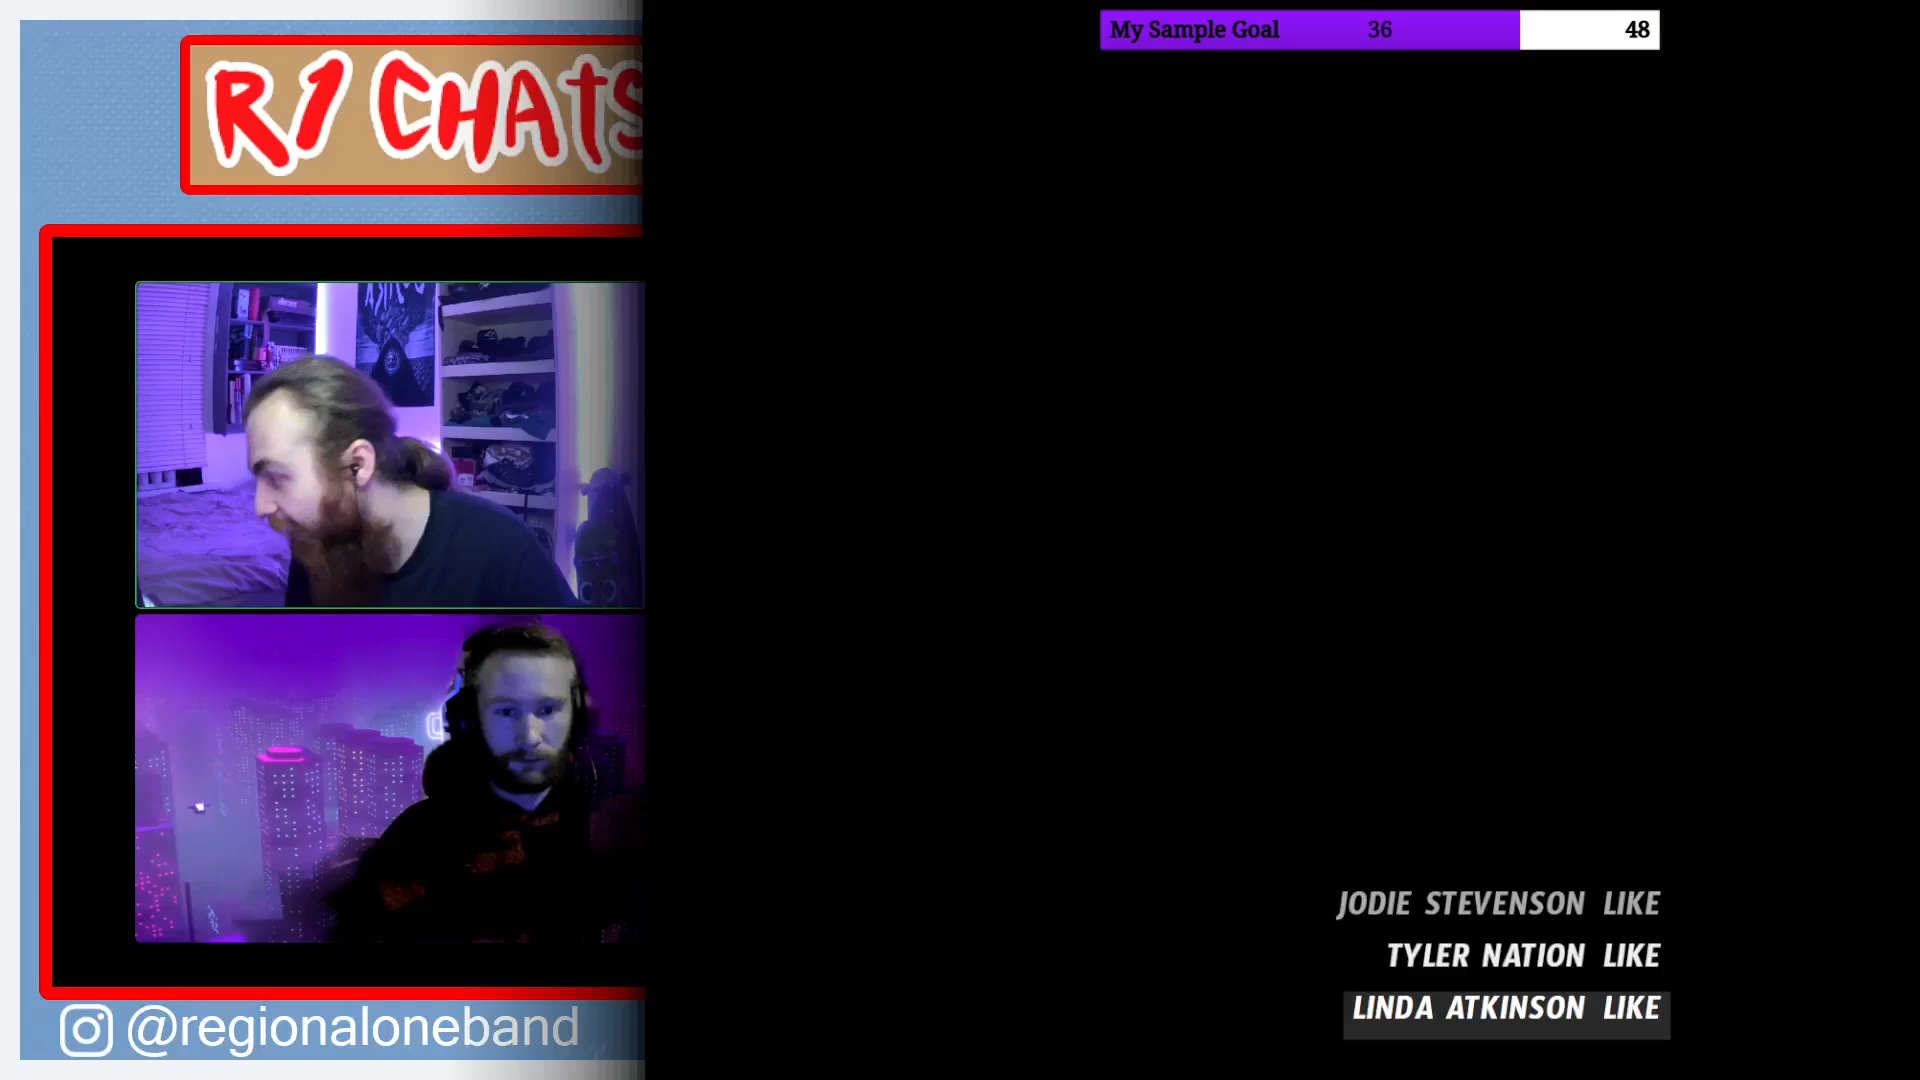 My Sample Goal 36 48
R1 CHATS
JODIE STEVENSON LIKE
TYLER NATION LIKE
LINDA ATKINSON LIKE
@regionaloneband